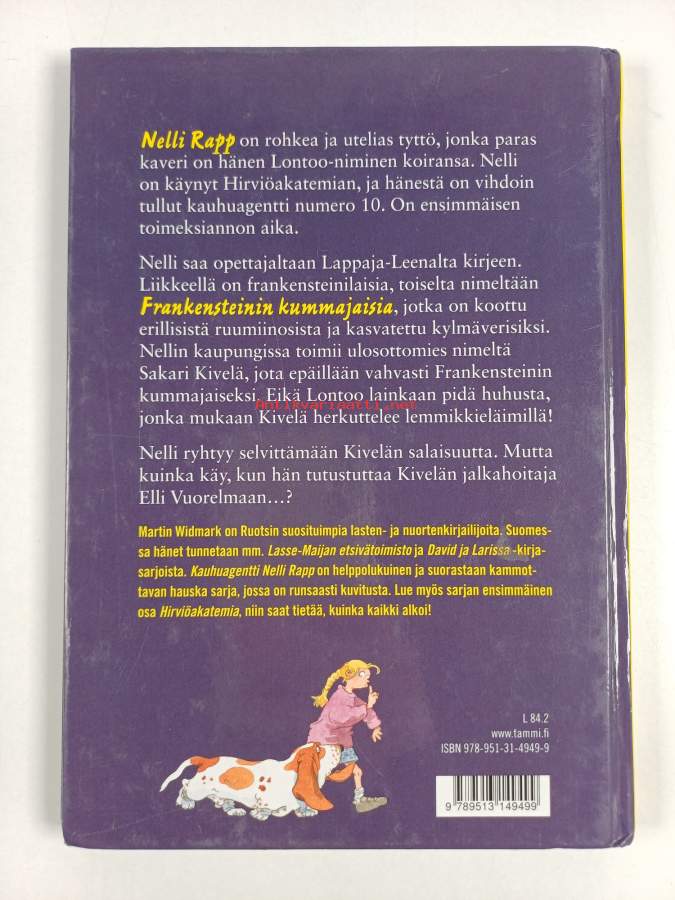 Nelli Rapp on rohkea ja utelias tyttö, jonka paras
kaveri on hänen Lontoo-niminen koiransa. Nelli
on käynyt Hirviöakatemian, ja hänestä on vihdoin
tullut kauhuagentti numero 10. On ensimmäisen
toimeksiannon aika.
Nelli saa opettajaltaan Lappaja-Leenalta kirjeen.
Liikkeellä on frankensteinilaisia, toiselta nimeltään
Frankensteinin kummajaisia, jotka on koottu
erillisistä ruumiinosista ja kasvatettu kylmäverisiksi.
Nellin kaupungissa toimii ulosottomies nimeltä
Sakari Kivelä, jota epäillään vahvasti Frankensteinin
kummajaiseksi. Eikä Lontoo lainkaan pidä huhusta,
Antikvariaatti.net
jonka mukaan Kivelä herkuttelee lemmikkieläimillä!
Nelli ryhtyy selvittämään Kivelän salaisuutta. Mutta
kuinka käy, kun hän tutustuttaa Kivelän jalkahoitaja
Elli Vuorelmaan...?
Martin Widmark on Ruotsin suosituimpia lasten- ja nuortenkirjailijoita. Suomes-
sa hänet tunnetaan mm. Lasse-Maijan etsivätoimisto ja David ja Larissa -kirja-
sarjoista. Kauhuagentti Nelli Rapp on helppolukuinen ja suorastaan kammot-
tavan hauska sarja, jossa on runsaasti kuvitusta. Lue myös sarjan ensimmäinen
osa Hirviöakatemia, niin saat tietää, kuinka kaikki alkoi!
L 84.2
www.tammi.fi
ISBN 978-951-31-4949-9
9 789513 149499